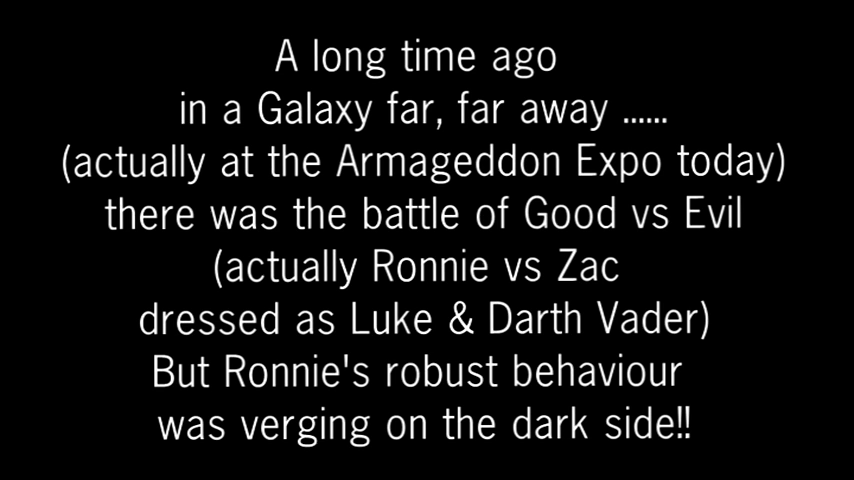 A long time ago
in a Galaxy far, far away ......
(actually at the Armageddon Expo today)
there was the battle of Good vs Evil
(actually Ronnie vs Zac
dressed as Luke & Darth Vader)
But Ronnie's robust behaviour
was verging on the dark side!!